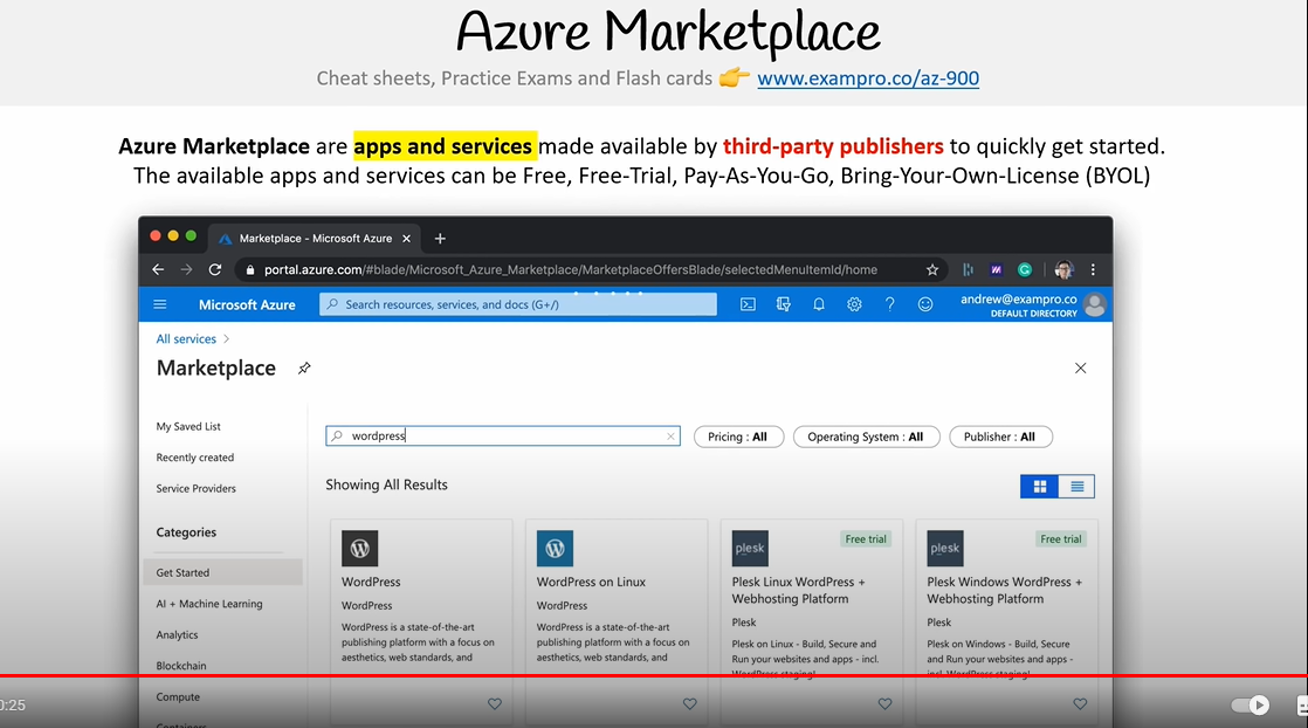 Azure Marketplace
Cheat sheets, Practice Exams and Flash cards 👉 www.exampro.co/az-900
Azure Marketplace are apps and services made available by third-party publishers to quickly get started.
The available apps and services can be Free, Free-Trial, Pay-As-You-Go, Bring-Your-Own-License (BYOL)
Marketplace - Microsoft Azure
portal.azure.com/#blade/Microsoft_Azure_Marketplace/MarketplaceOffersBlade/selectedMenuItemId/home
Microsoft Azure
Search resources, services, and docs (G+/)
andrew@exampro.co
DEFAULT DIRECTORY
All services >
Marketplace
My Saved List
Recently created
Service Providers
Categories
Get Started
AI + Machine Learning
Analytics
Blockchain
Compute
wordpress
Pricing : All
Operating System : All
Publisher : All
Showing All Results
WordPress
WordPress
WordPress is a state-of-the-art
publishing platform with a focus on
aesthetics, web standards, and
WordPress on Linux
WordPress
WordPress is a state-of-the-art
publishing platform with a focus on
aesthetics, web standards, and
plesk
Free trial
Plesk Linux WordPress +
Webhosting Platform
Plesk
Plesk on Linux - Build, Secure and
Run your websites and apps - incl.
WordPress staging!
plesk
Free trial
Plesk Windows WordPress +
Webhosting Platform
Plesk
Plesk on Windows - Build, Secure
and Run your websites and apps -
incl. WordPress staging!
0:25